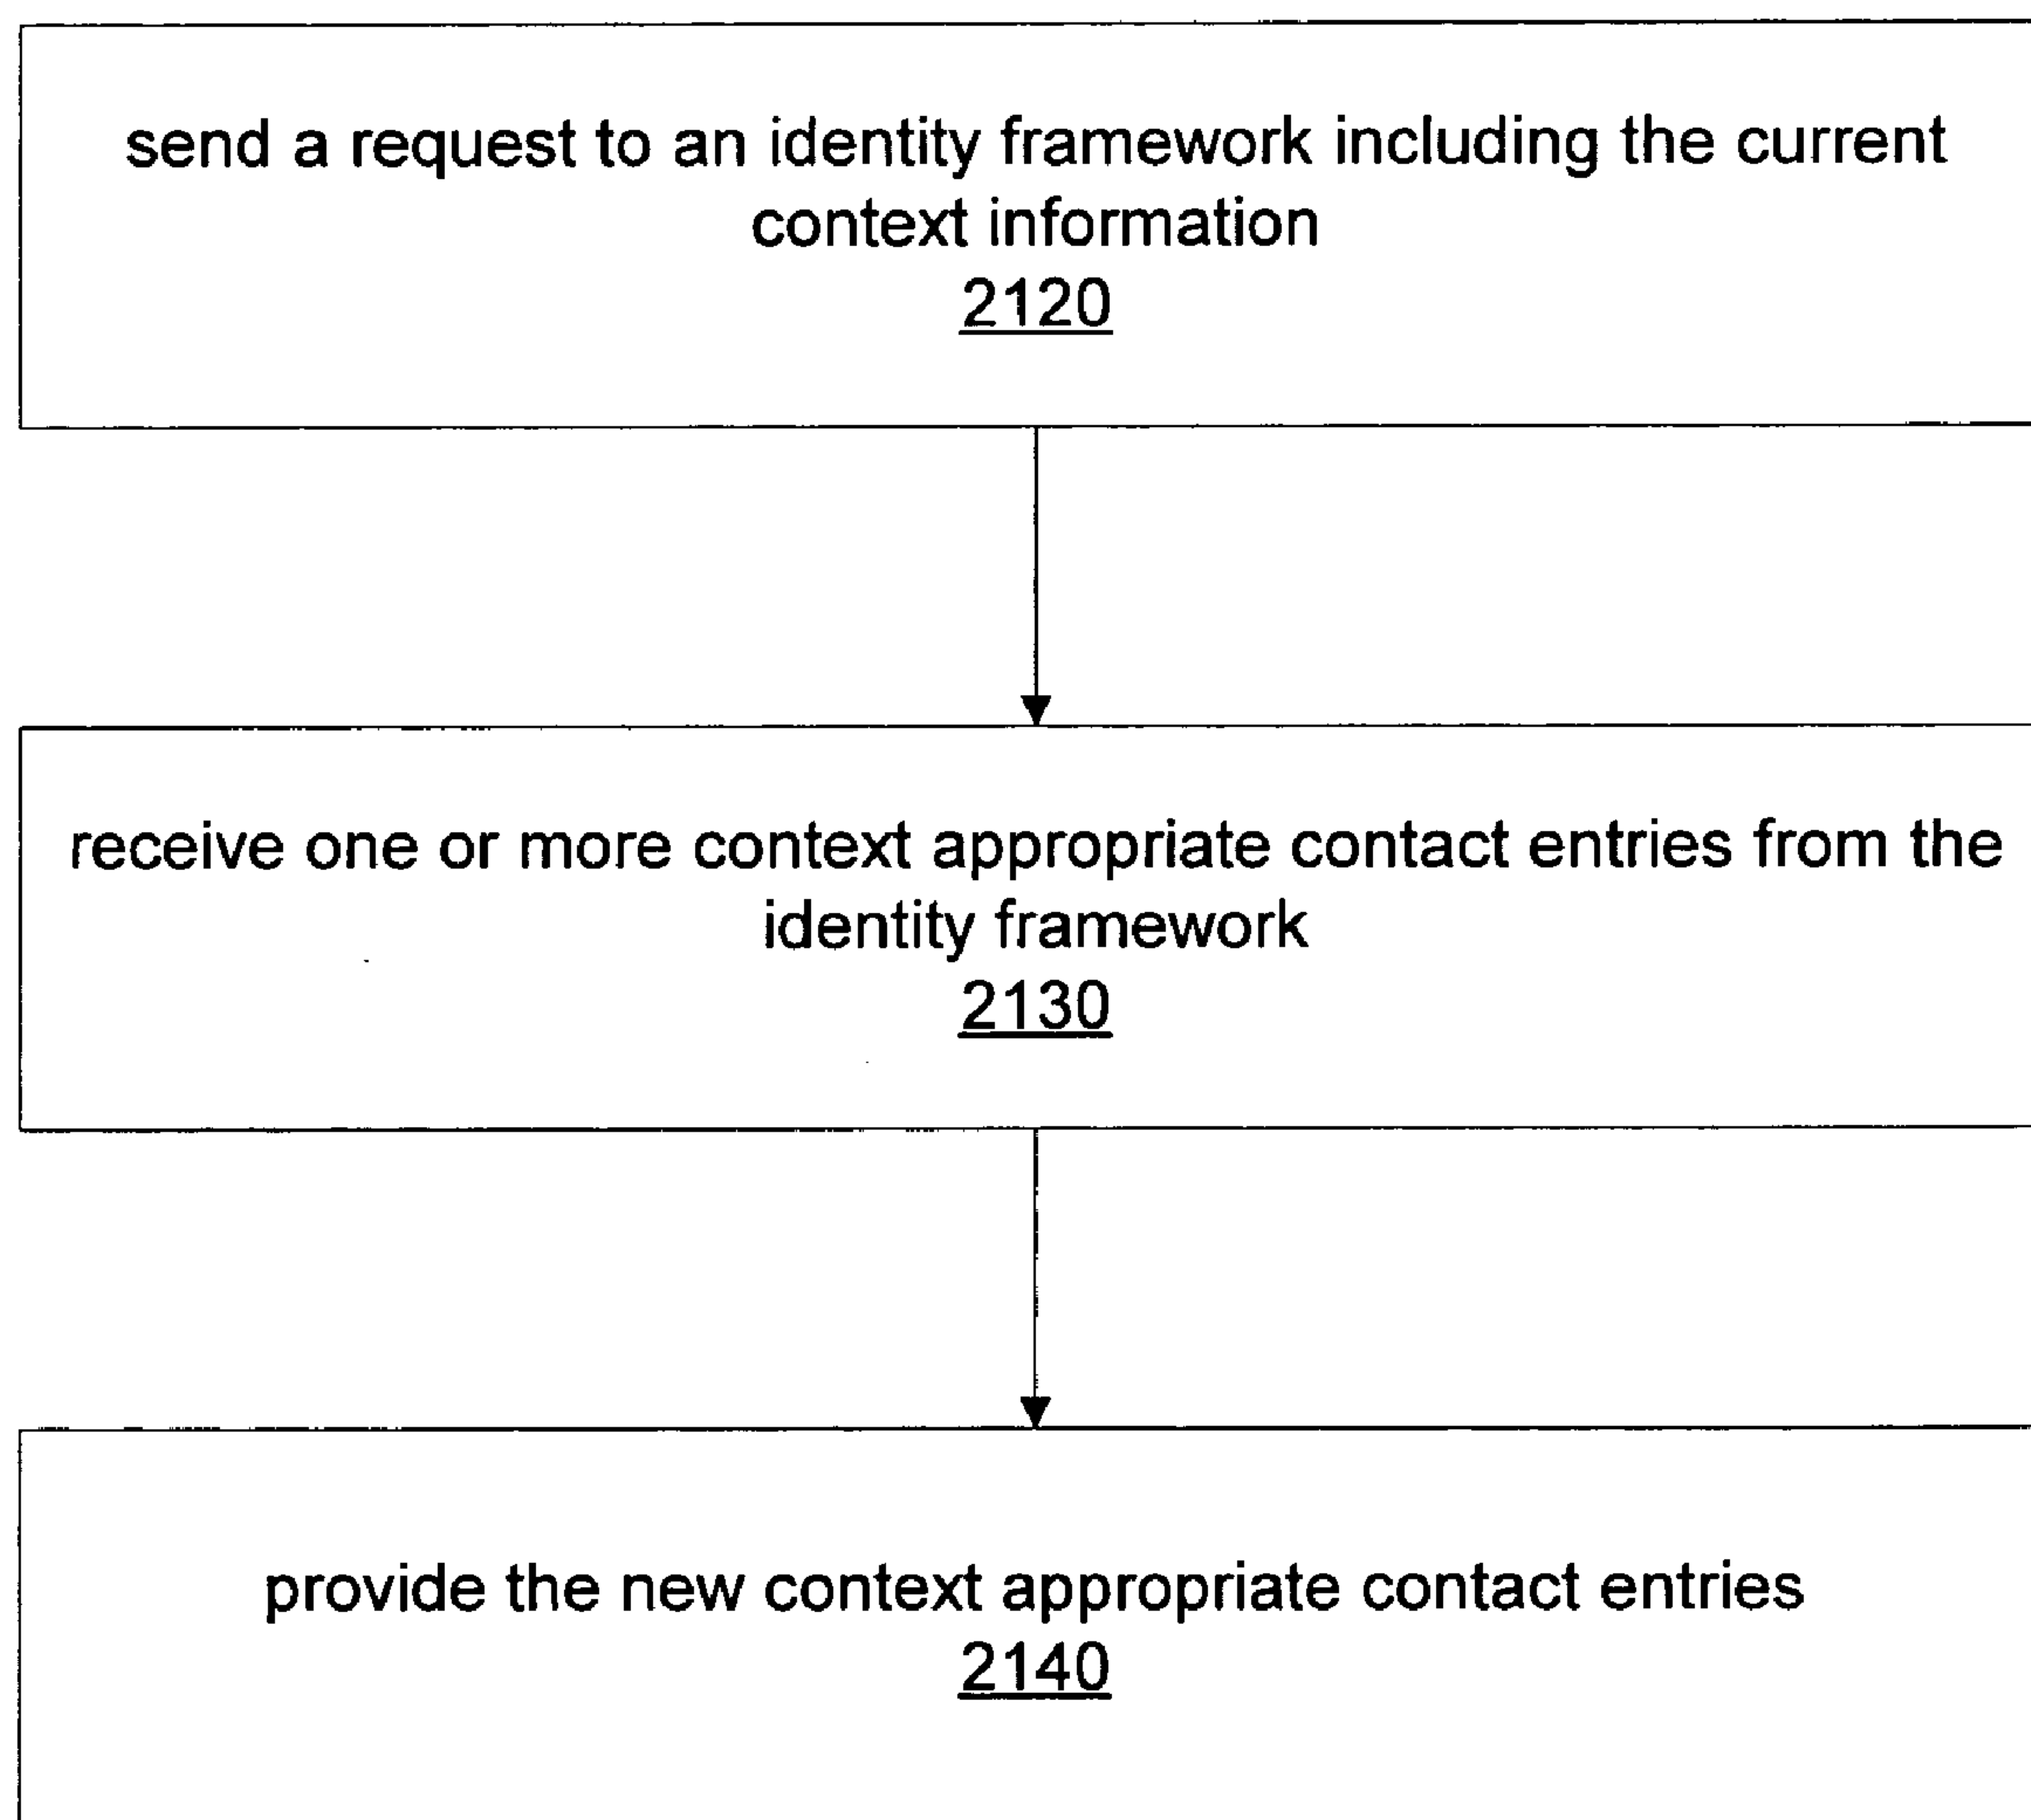 send a request to an identity framework including the current
context information
2120
receive one or more context appropriate contact entries from the
identity framework
2130
provide the new context appropriate contact entries
2140